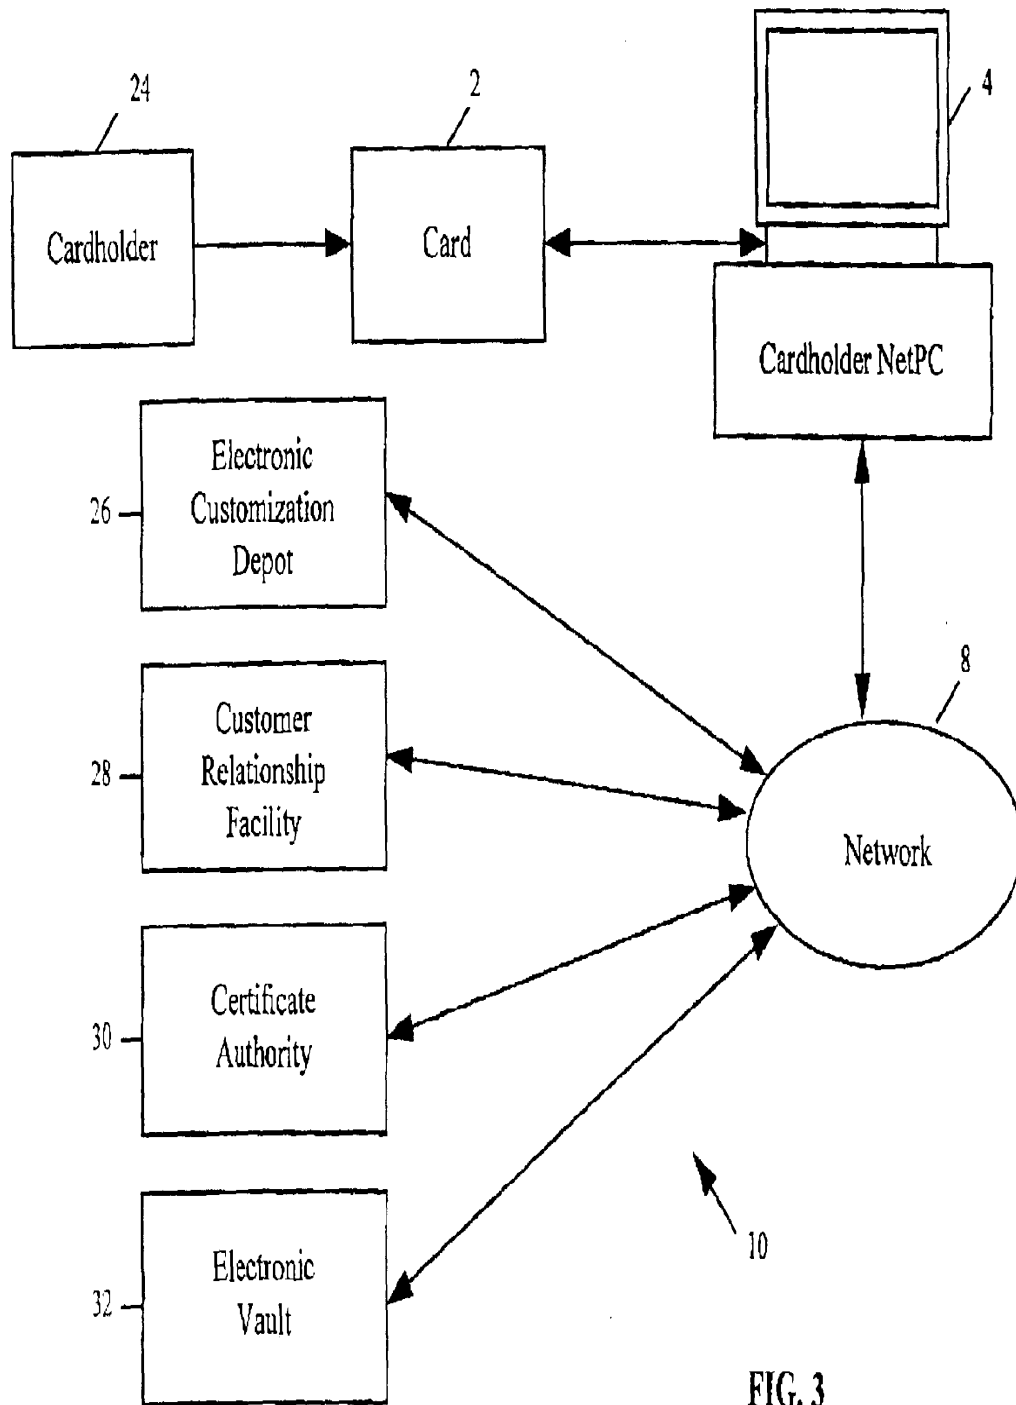 24
2
4
Cardholder
Card
Cardholder NetPC
Electronic
Customization
Depot
26
8
Customer
Relationship
Facility
28
Network
Certificate
Authority
30
10
Electronic
Vault
32
FIG. 3